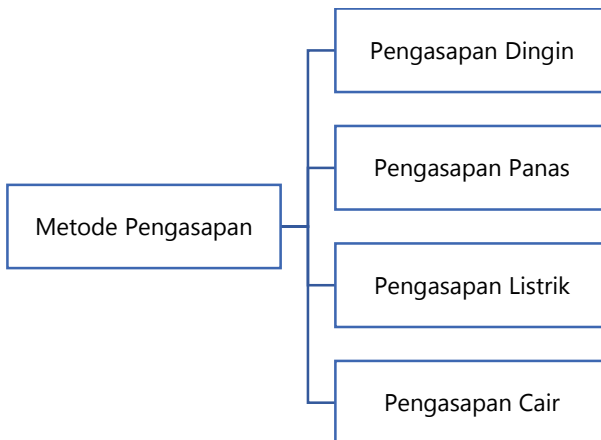 Pengasapan Dingin
Pengasapan Panas
Metode Pengasapan
Pengasapan Listrik
Pengasapan Cair